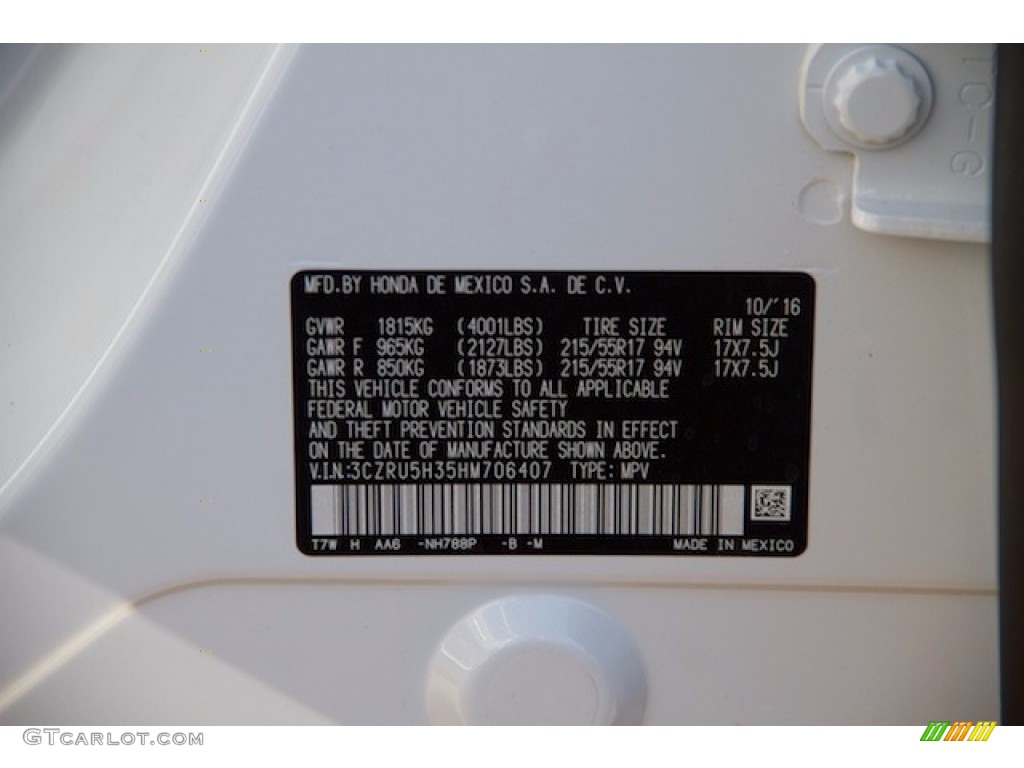 TC-G
MFD.BY HONDA DE MEXICO S.A. DE C.V.
10/'16
GVWR 1815KG (4001LBS) TIRE SIZE RIM SIZE
GAWR F 965KG (2127LBS) 215/55R17 94V 17X7.5J
GAWR R 850KG (1873LBS) 215/55R17 94V 17X7.5J
THIS VEHICLE CONFORMS TO ALL APPLICABLE
FEDERAL MOTOR VEHICLE SAFETY
AND THEFT PREVENTION STANDARDS IN EFFECT
ON THE DATE OF MANUFACTURE SHOWN ABOVE.
V.I.N.:3CZRU5H35HM706407 TYPE: MPV
T7W H AA6 -NH788P -B -M MADE IN MEXICO
GTCarLot.com